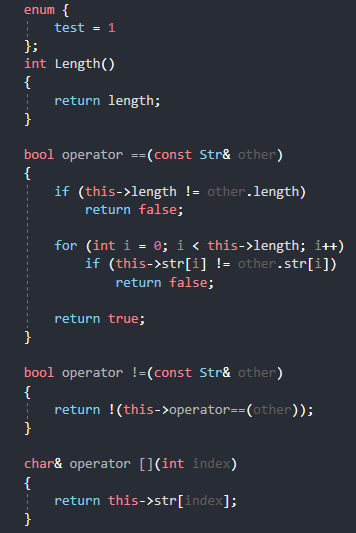 enum {
test = 1
};
int Length()
{
return length;
}
bool operator ==(const Str& other)
{
if (this->length != other.length)
return false;
for (int i = 0; i < this->length; i++)
if (this->str[i] != other.str[i])
return false;
return true;
}
bool operator !=(const Str& other)
{
return !(this->operator==(other));
}
char& operator [](int index)
{
return this->str[index];
}